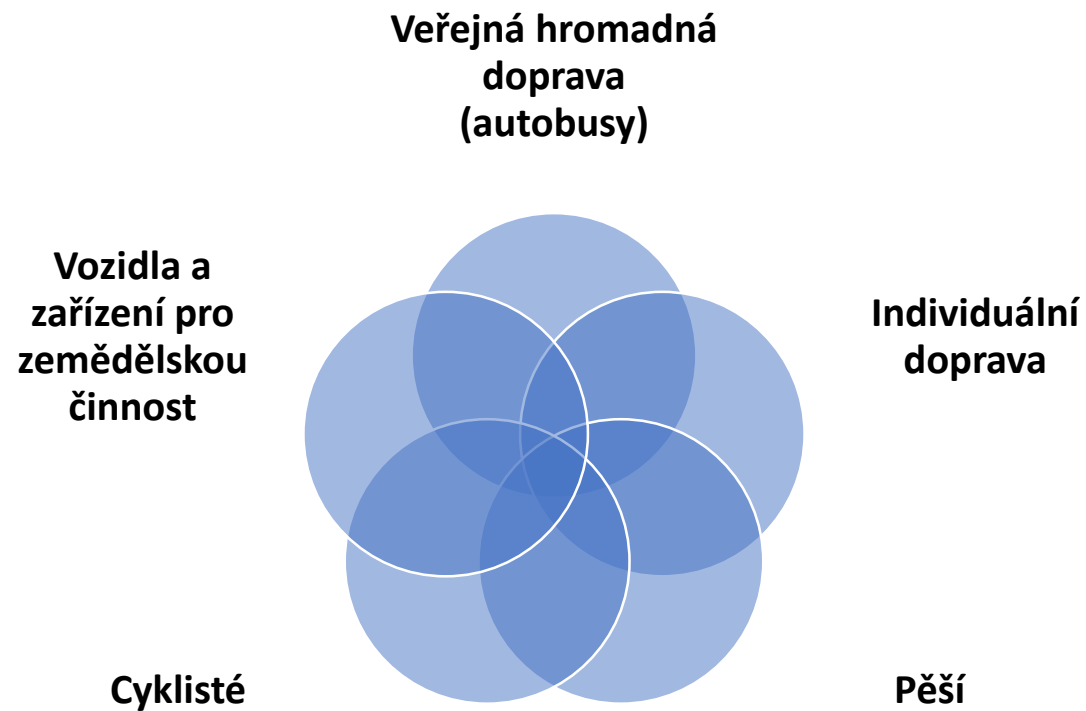 Veřejná hromadná
doprava
(autobusy)
Vozidla a
zařízení pro
zemědělskou
činnost
Individuální
doprava
Cyklisté
Pěší